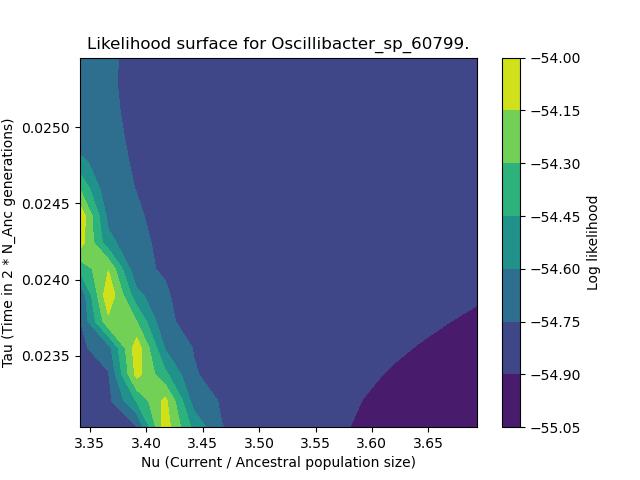 Likelihood surface for Oscillibacter_sp_60799.
Tau (Time in 2 * N_Anc generations)
0.0250
0.0245
0.0240
0.0235
3.35 3.40 3.45 3.50 3.55 3.60 3.65
Nu (Current / Ancestral population size)
−54.00
−54.15
−54.30
−54.45
−54.60
−54.75
−54.90
−55.05
Log likelihood